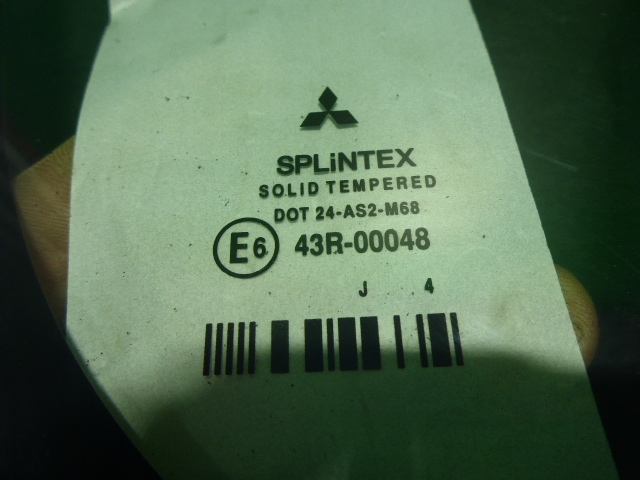 SPLiNTEX
SOLID TEMPERED
DOT 24-AS2-M68
E6 43R-00048
J 4